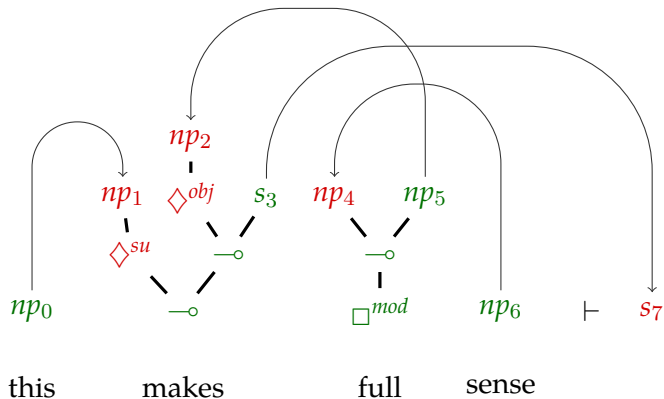 np₂
np₁ ◇ᵒᵇʲ s₃ np₄ np₅
◇ˢᵘ ⊸ ⊸
np₀ ⊸ □ᵐᵒᵈ np₆ ⊢ s₇
this makes full sense